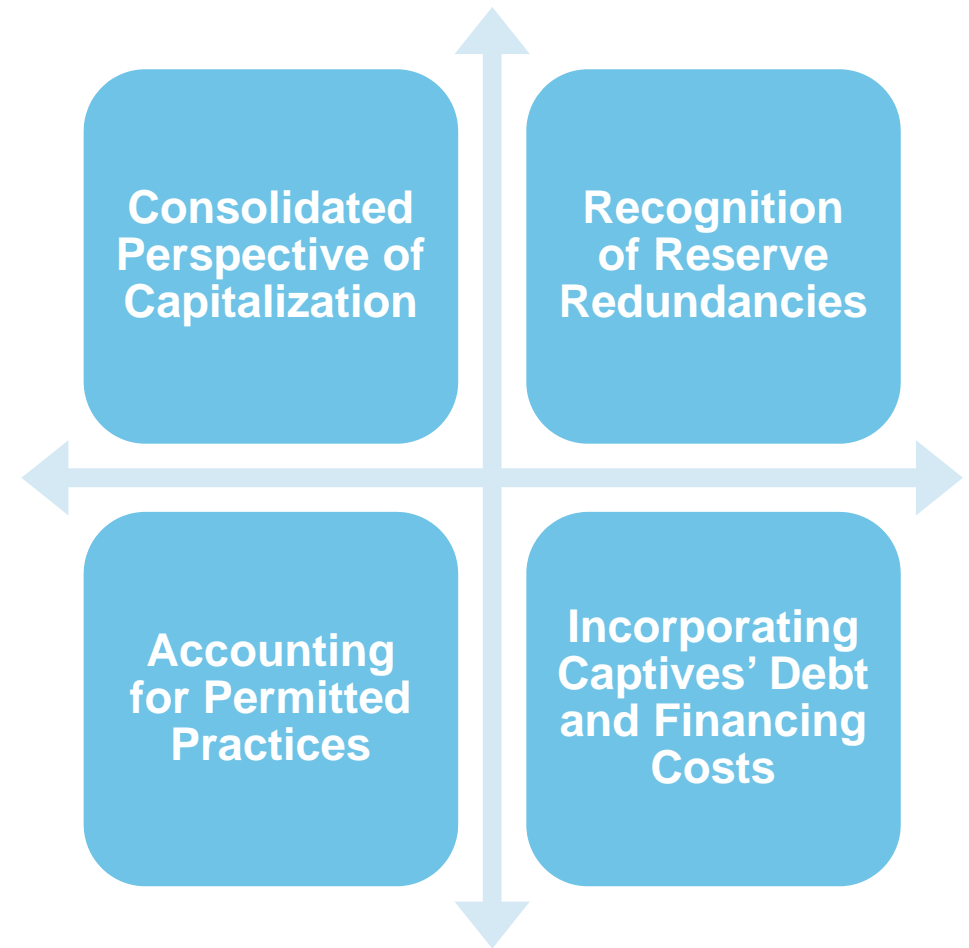 Consolidated
Perspective of
Capitalization
Recognition
of Reserve
Redundancies
Accounting
for Permitted
Practices
Incorporating
Captives’ Debt
and Financing
Costs